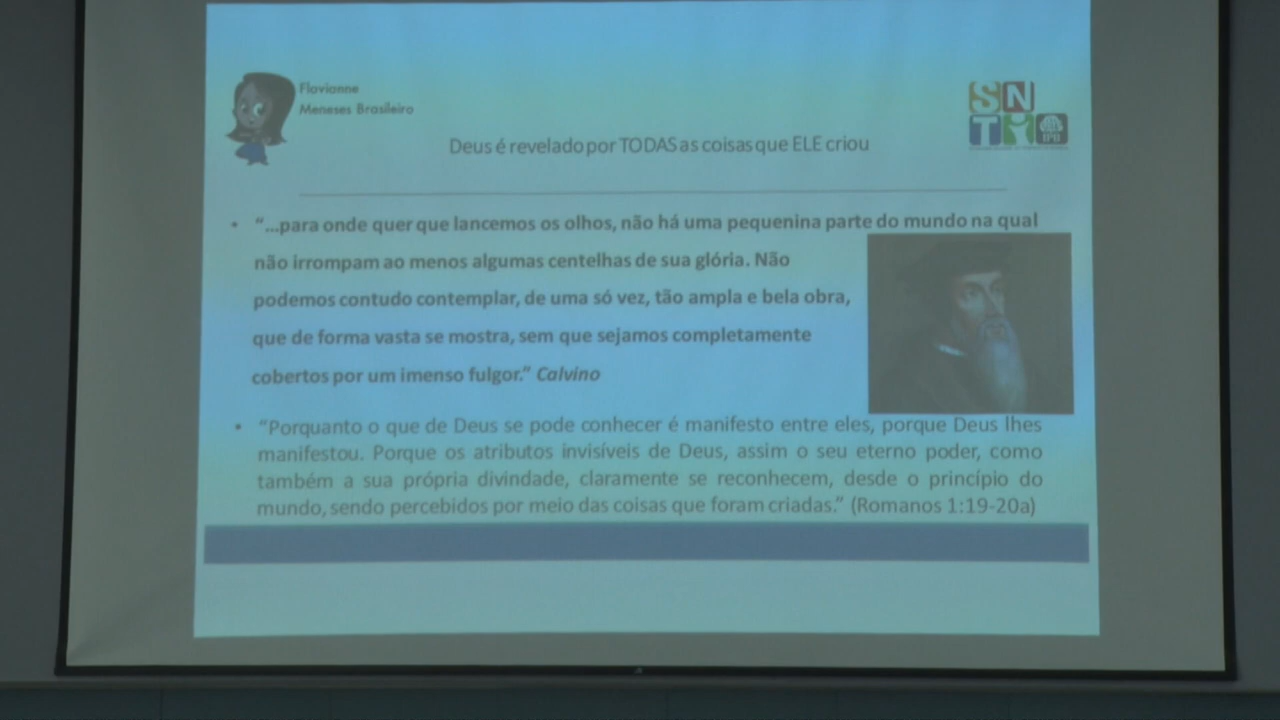 Flavianne
Meneses Brasileiro
SN
T
IPB
Deus é revelado por TODAS as coisas que ELE criou
• “...para onde quer que lancemos os olhos, não há uma pequenina parte do mundo na qual
não irrompam ao menos algumas centelhas de sua glória. Não
podemos contudo contemplar, de uma só vez, tão ampla e bela obra,
que de forma vasta se mostra, sem que sejamos completamente
cobertos por um imenso fulgor.” Calvino
• “Porquanto o que de Deus se pode conhecer é manifesto entre eles, porque Deus lhes
manifestou. Porque os atributos invisíveis de Deus, assim o seu eterno poder, como
também a sua própria divindade, claramente se reconhecem, desde o princípio do
mundo, sendo percebidos por meio das coisas que foram criadas.” (Romanos 1:19-20a)